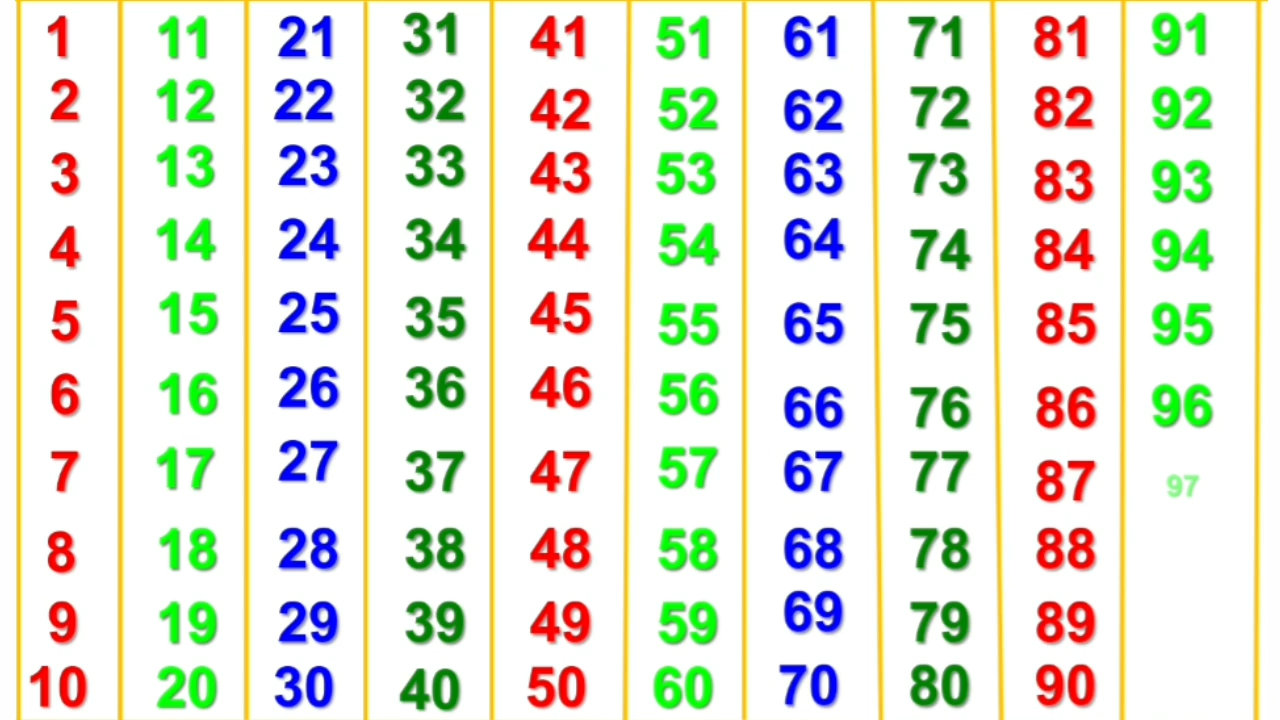 1 11 21 31 41 51 61 71 81 91
2 12 22 32 42 52 62 72 82 92
3 13 23 33 43 53 63 73 83 93
4 14 24 34 44 54 64 74 84 94
5 15 25 35 45 55 65 75 85 95
6 16 26 36 46 56 66 76 86 96
7 17 27 37 47 57 67 77 87 97
8 18 28 38 48 58 68 78 88
9 19 29 39 49 59 69 79 89
10 20 30 40 50 60 70 80 90